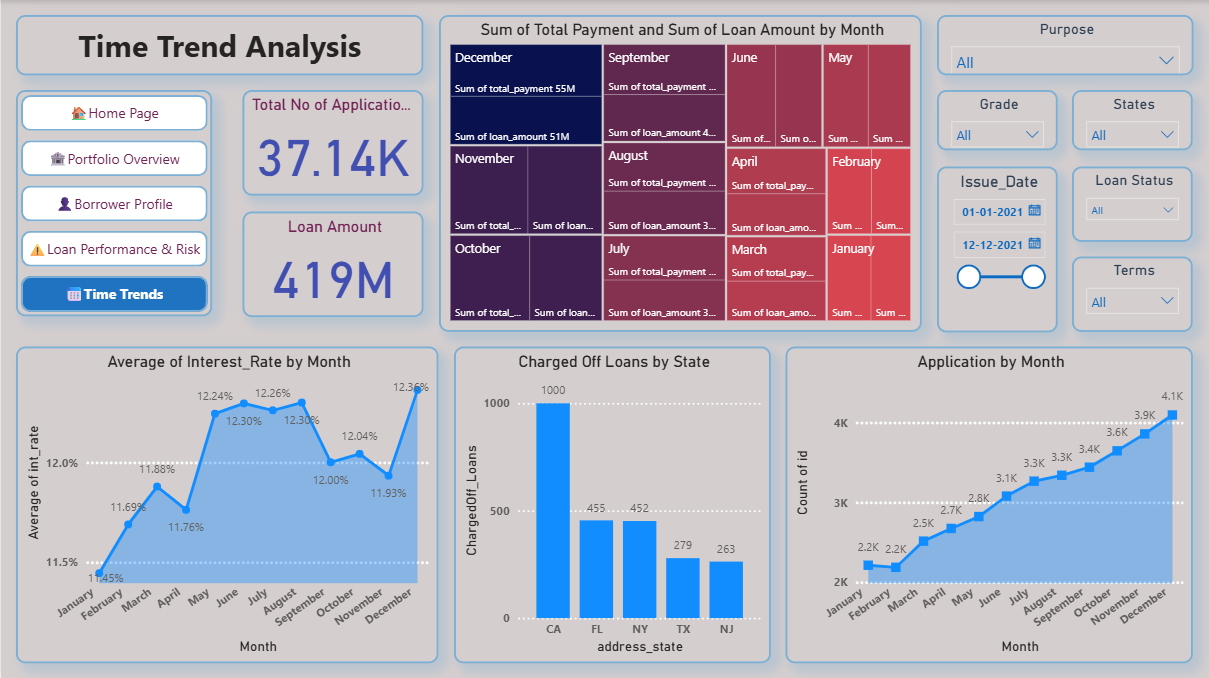 Time Trend Analysis
Home Page
Portfolio Overview
Borrower Profile
Loan Performance & Risk
Time Trends
Total No of Applicatio...
37.14K
Loan Amount
419M
Sum of Total Payment and Sum of Loan Amount by Month
December
Sum of total_payment 55M
Sum of loan_amount 51M
November
Sum of total_...
Sum of loan...
October
Sum of total_...
Sum of loan...
September
Sum of total_payment ...
Sum of loan_amount 4...
August
Sum of total_payment ...
Sum of loan_amount 3...
July
Sum of total_payment ...
Sum of loan_amount 3...
June
Sum of...
Sum o...
May
Sum ...
Sum ...
April
Sum of total_pay...
Sum of loan_amo...
February
Sum ...
Sum...
March
Sum of total_pay...
Sum of loan_amo...
January
Sum ...
Sum ...
Purpose
All
Grade
All
States
All
Issue_Date
01-01-2021
12-12-2021
Loan Status
All
Terms
All
Average of Interest_Rate by Month
Average of int_rate
12.0%
11.5%
11.45%
11.69%
11.88%
11.76%
12.24%
12.30%
12.26%
12.30%
12.00%
12.04%
11.93%
12.36%
January
February
March
April
May
June
July
August
September
October
November
December
Month
Charged Off Loans by State
ChargedOff_Loans
1000
500
0
1000
455
452
279
263
CA
FL
NY
TX
NJ
address_state
Application by Month
Count of id
4K
3K
2K
2.2K
2.2K
2.5K
2.7K
2.8K
3.1K
3.3K
3.3K
3.4K
3.6K
3.9K
4.1K
January
February
March
April
May
June
July
August
September
October
November
December
Month